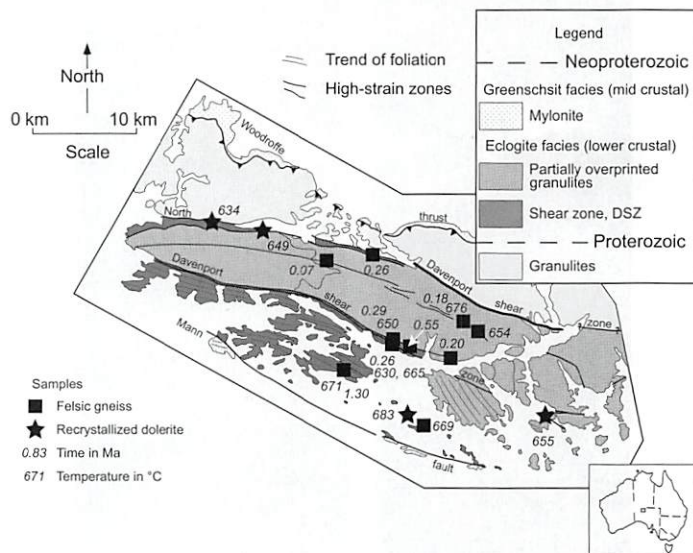 North
0 km 10 km
Scale
Trend of foliation
High-strain zones
Legend
Neoproterozoic
Greenschsit facies (mid crustal)
Mylonite
Eclogite facies (lower crustal)
Partially overprinted
granulites
Shear zone, DSZ
Proterozoic
Granulites
Woodroffe
thrust
North
634
649
Davenport
shear
zone
0.07
0.26
0.18
676
654
Davenport
shear
zone
0.29
650
0.55
0.20
0.26
630, 665
671
1.30
683
669
655
Mann
fault
Samples
Felsic gneiss
Recrystallized dolerite
0.83 Time in Ma
671 Temperature in °C